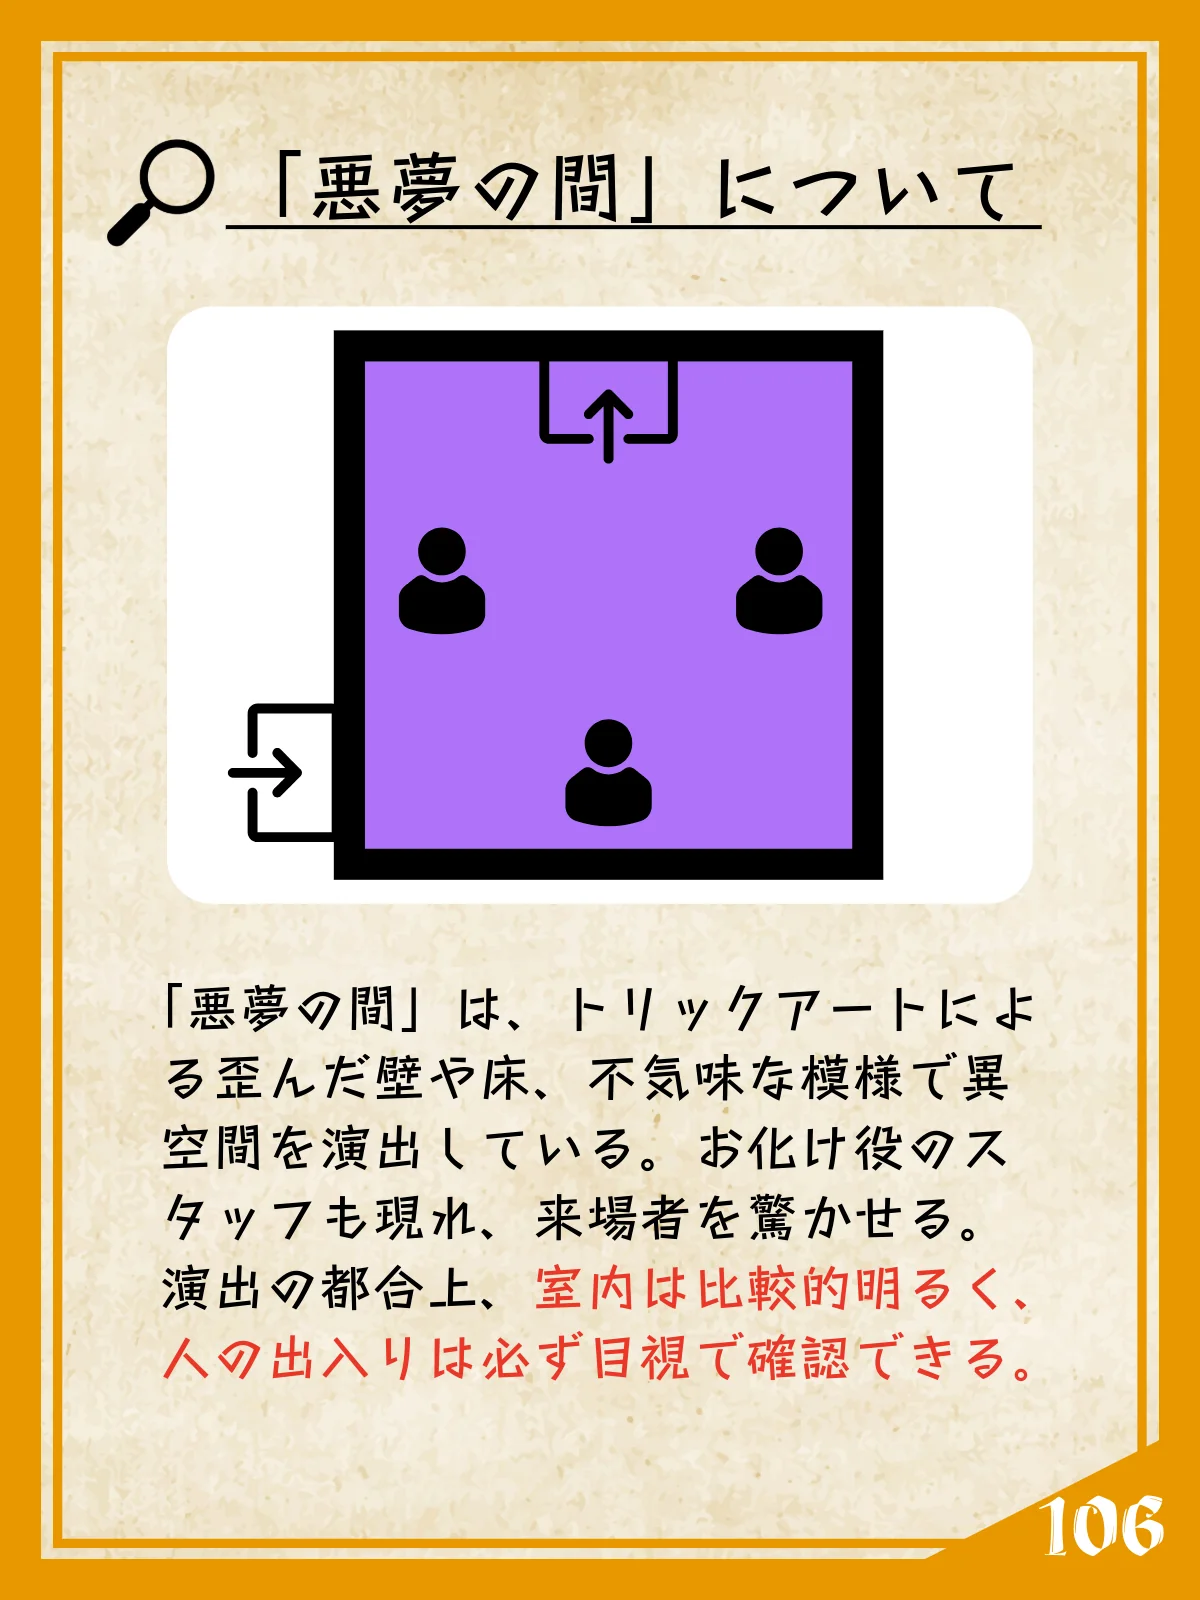 「悪夢の間」について
「悪夢の間」は、トリックアートによ
る歪んだ壁や床、不気味な模様で異
空間を演出している。お化け役のス
タッフも現れ、来場者を驚かせる。
演出の都合上、室内は比較的明るく、
人の出入りは必ず目視で確認できる。
106